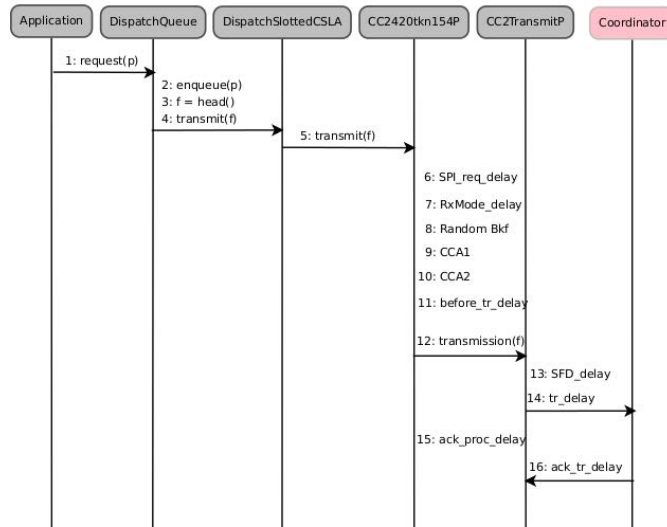 Application
DispatchQueue
DispatchSlottedCSLA
CC2420tkn154P
CC2TransmitP
Coordinator
1: request(p)
2: enqueue(p)
3: f = head()
4: transmit(f)
5: transmit(f)
6: SPI_req_delay
7: RxMode_delay
8: Random Bkf
9: CCA1
10: CCA2
11: before_tr_delay
12: transmission(f)
13: SFD_delay
14: tr_delay
15: ack_proc_delay
16: ack_tr_delay